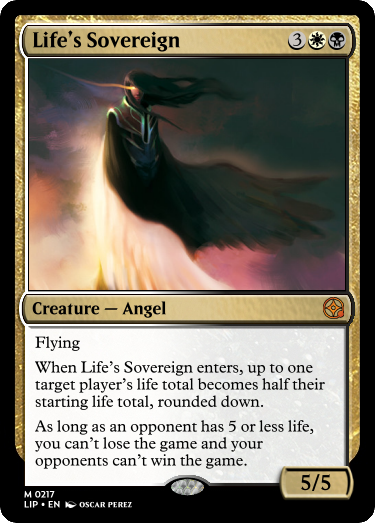 Life's Sovereign 3
Creature — Angel
Flying
When Life's Sovereign enters, up to one
target player's life total becomes half their
starting life total, rounded down.
As long as an opponent has 5 or less life,
you can't lose the game and your
opponents can't win the game.
5/5
M 0217
LIP • EN OSCAR PEREZ